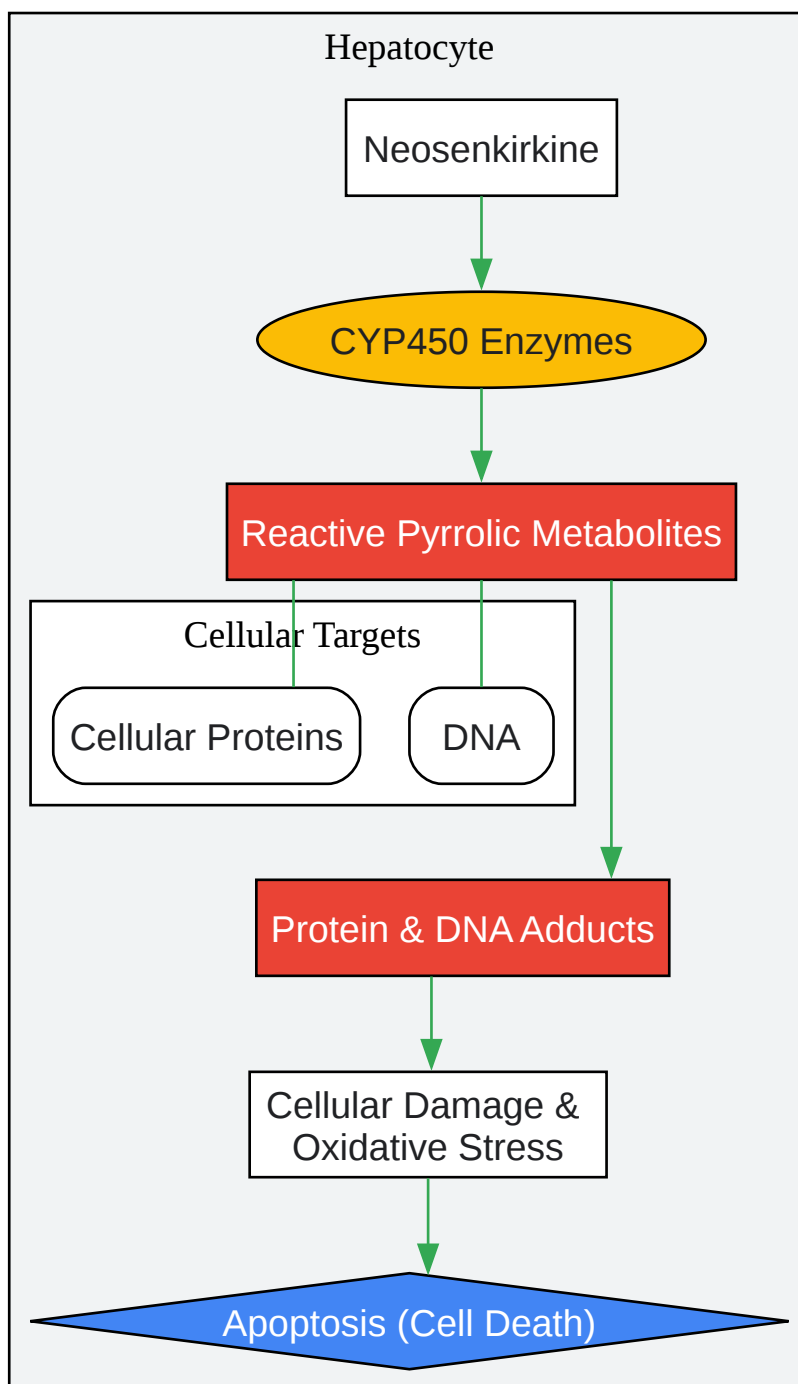 Hepatocyte
Neosenkirkine
CYP450 Enzymes
Reactive Pyrrolic Metabolites
Cellular Targets
Cellular Proteins
DNA
Protein & DNA Adducts
Cellular Damage &
Oxidative Stress
Apoptosis (Cell Death)